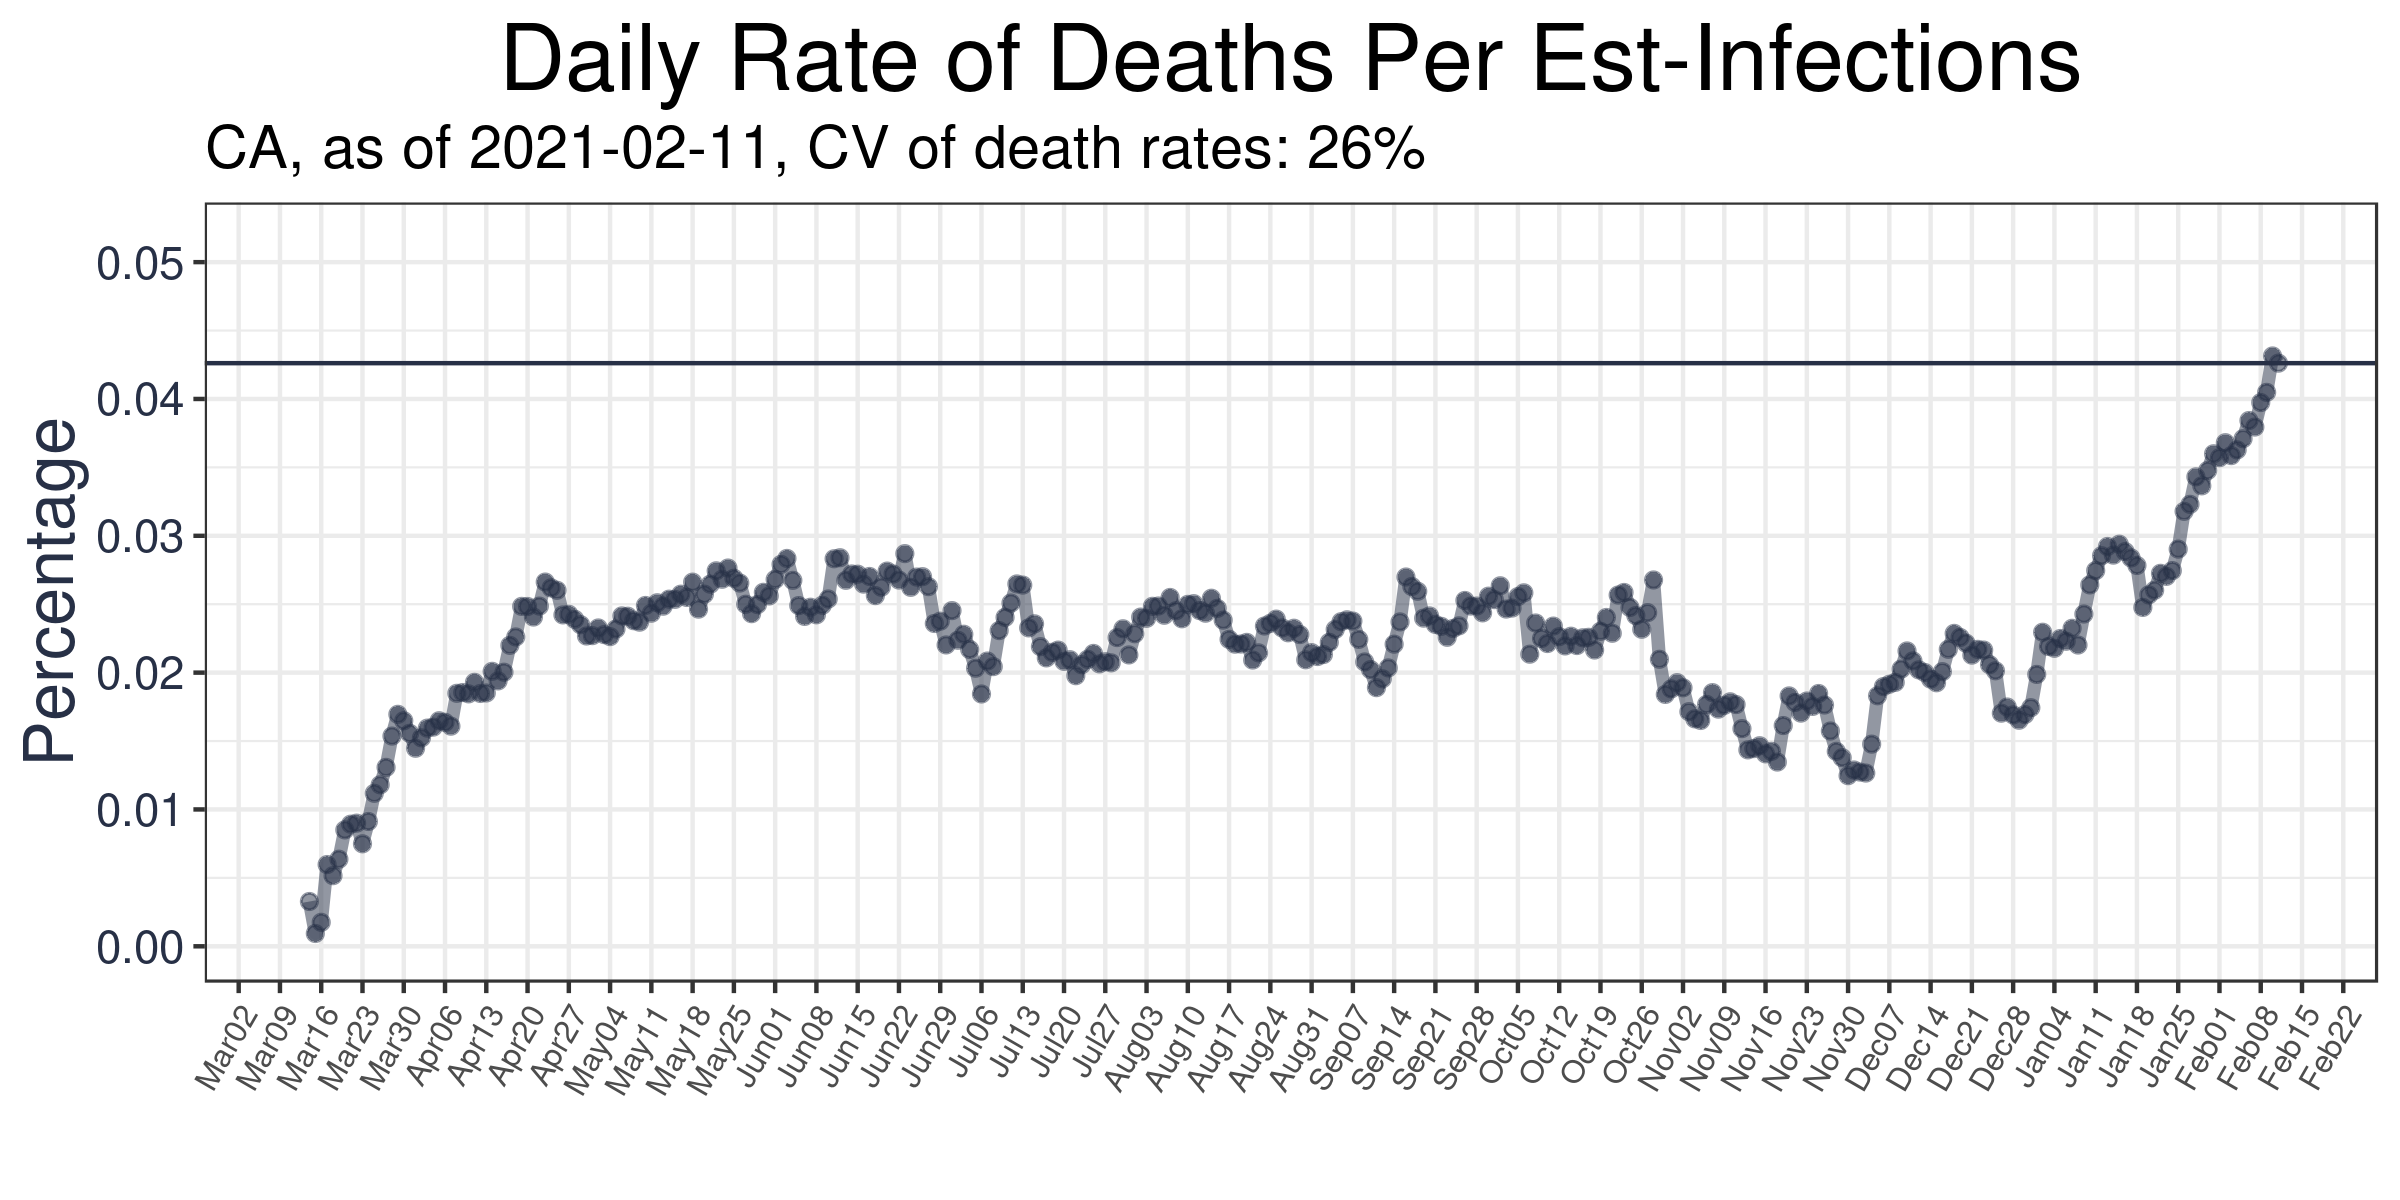 Daily Rate of Deaths Per Est-Infections
CA, as of 2021-02-11, CV of death rates: 26%
Percentage
0.05
0.04
0.03
0.02
0.01
0.00
Mar02 Mar09 Mar16 Mar23 Mar30 Apr06 Apr13 Apr20 Apr27 May04 May11 May18 May25 Jun01 Jun08 Jun15 Jun22 Jun29 Jul06 Jul13 Jul20 Jul27 Aug03 Aug10 Aug17 Aug24 Aug31 Sep07 Sep14 Sep21 Sep28 Oct05 Oct12 Oct19 Oct26 Nov02 Nov09 Nov16 Nov23 Nov30 Dec07 Dec14 Dec21 Dec28 Jan04 Jan11 Jan18 Jan25 Feb01 Feb08 Feb15 Feb22